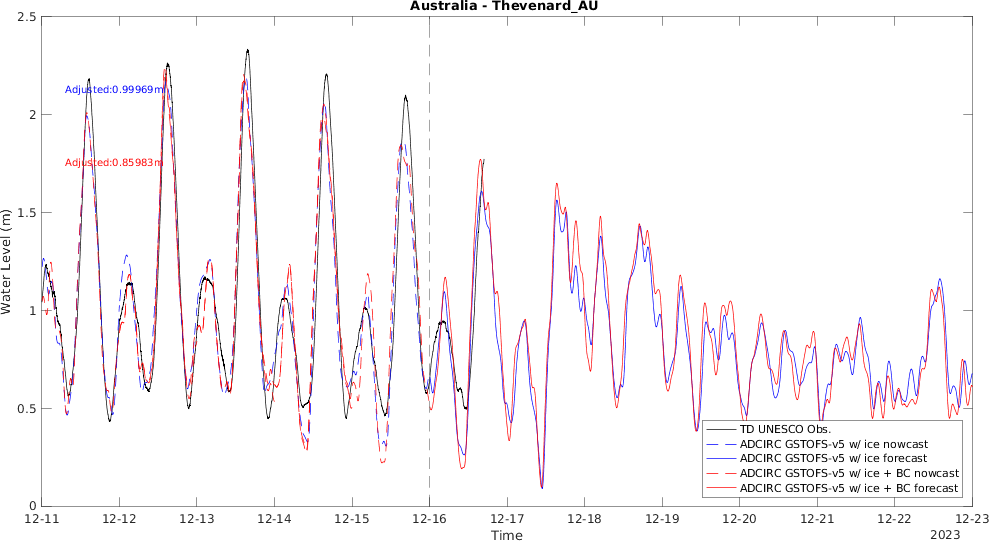 Australia - Thevenard_AU
2.5
2
1.5
1
0.5
0
Water Level (m)
Adjusted:0.99969m
Adjusted:0.85983m
TD UNESCO Obs.
ADCIRC GSTOFS-v5 w/ ice nowcast
ADCIRC GSTOFS-v5 w/ ice forecast
ADCIRC GSTOFS-v5 w/ ice + BC nowcast
ADCIRC GSTOFS-v5 w/ ice + BC forecast
12-11 12-12 12-13 12-14 12-15 12-16 12-17 12-18 12-19 12-20 12-21 12-22 12-23
Time
2023